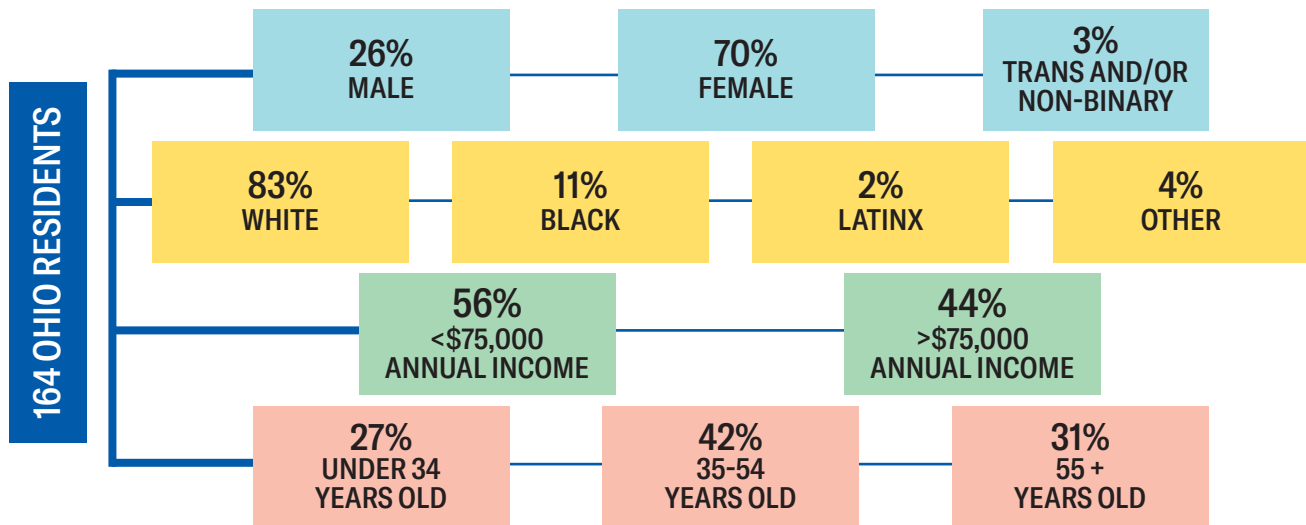 164 OHIO RESIDENTS
26%
MALE
70%
FEMALE
3%
TRANS AND/OR
NON-BINARY
83%
WHITE
11%
BLACK
2%
LATINX
4%
OTHER
56%
<$75,000
ANNUAL INCOME
44%
>$75,000
ANNUAL INCOME
27%
UNDER 34
YEARS OLD
42%
35-54
YEARS OLD
31%
55 +
YEARS OLD